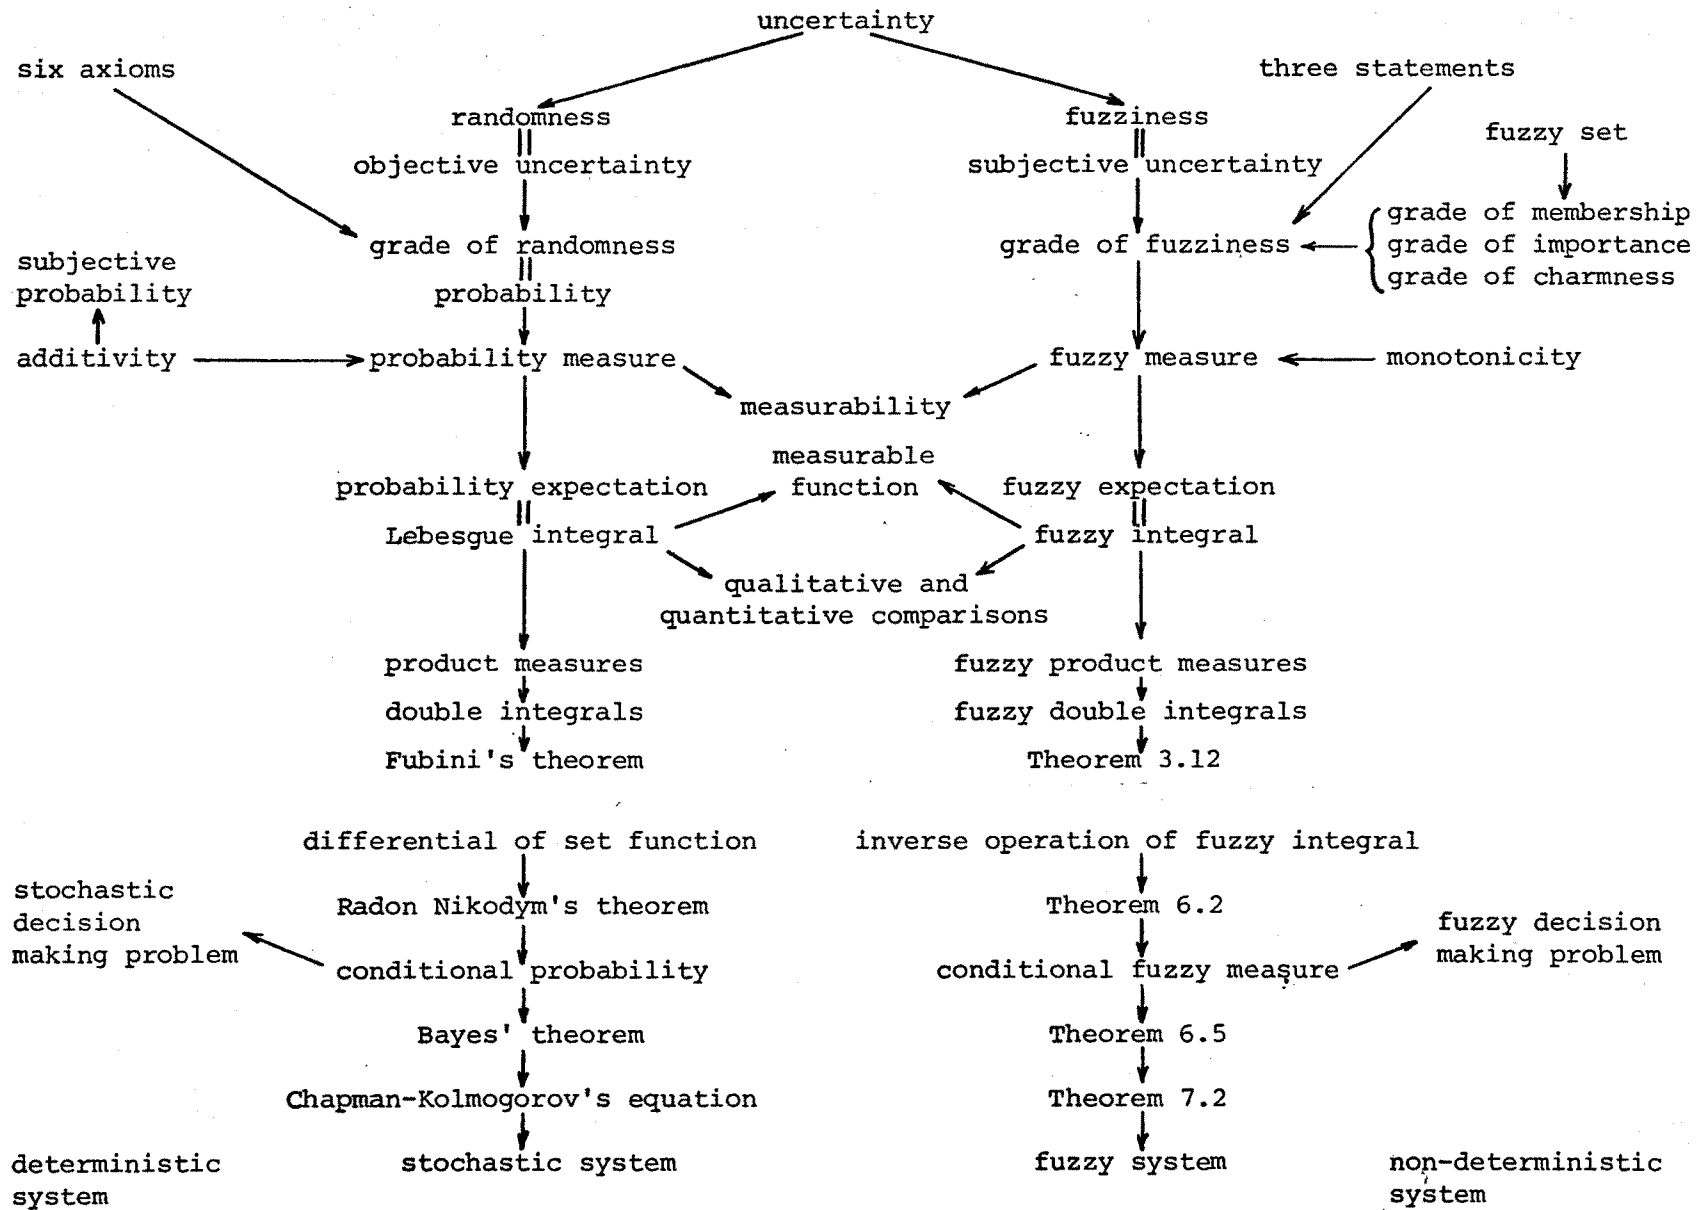 uncertainty
six axioms
three statements
randomness
fuzziness
fuzzy set
objective uncertainty
subjective uncertainty
grade of membership
grade of randomness
grade of fuzziness
grade of importance
subjective
probability
grade of charmness
probability
additivity
probability measure
fuzzy measure
monotonicity
measurability
measurable
function
probability expectation
fuzzy expectation
Lebesgue integral
fuzzy integral
qualitative and
quantitative comparisons
product measures
fuzzy product measures
double integrals
fuzzy double integrals
Fubini's theorem
Theorem 3.12
differential of set function
inverse operation of fuzzy integral
stochastic
decision
making problem
Radon Nikodym's theorem
Theorem 6.2
fuzzy decision
making problem
conditional probability
conditional fuzzy measure
Bayes' theorem
Theorem 6.5
Chapman-Kolmogorov's equation
Theorem 7.2
deterministic
system
stochastic system
fuzzy system
non-deterministic
system